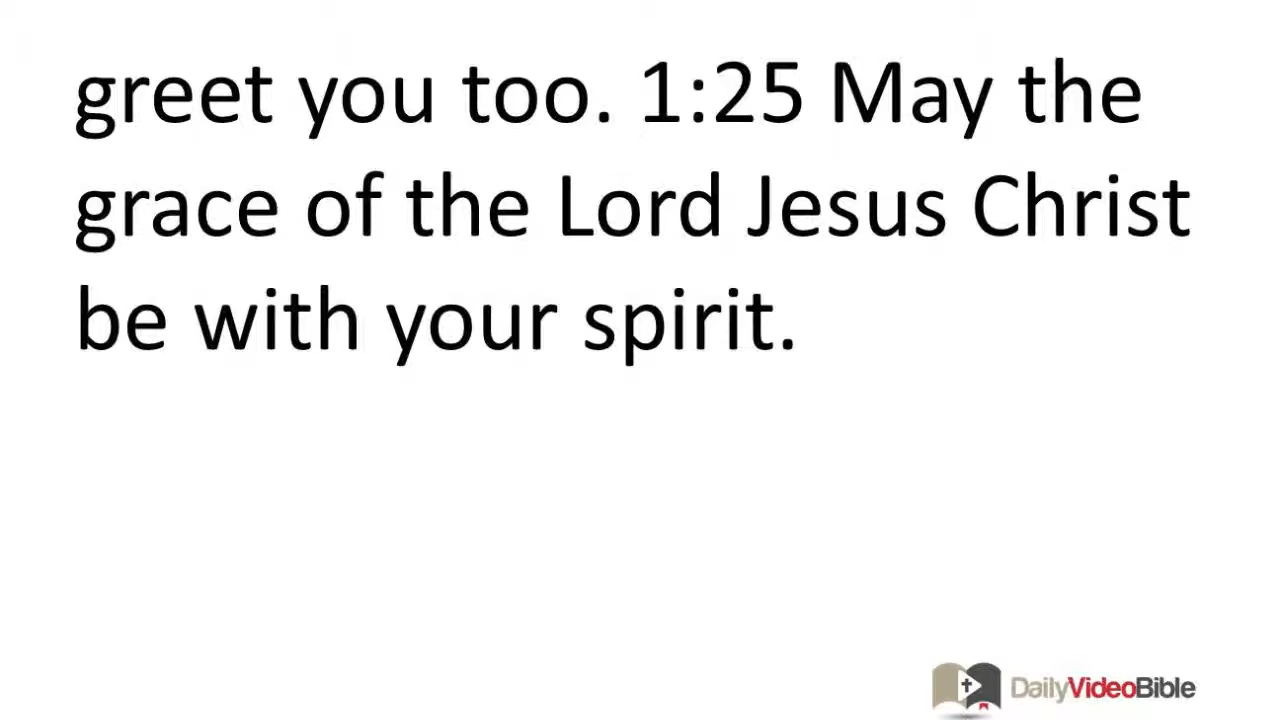 greet you too. 1:25 May the
grace of the Lord Jesus Christ
be with your spirit.
DailyVideoBible